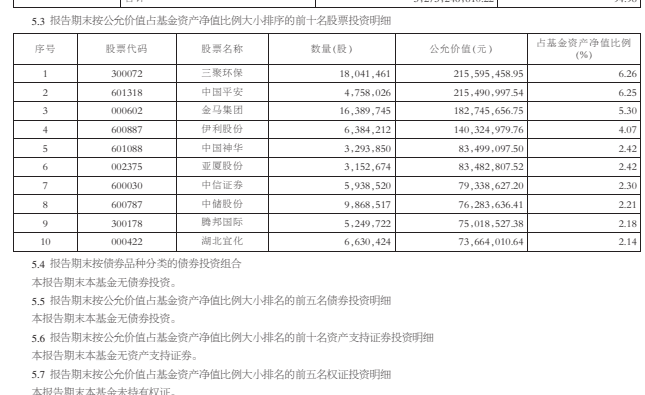 5.3 报告期末按公允价值占基金资产净值比例大小排序的前十名股票投资明细
序号 股票代码 股票名称 数量(股) 公允价值(元) 占基金资产净值比例(%)
1 300072 三聚环保 18,041,461 215,595,458.95 6.26
2 601318 中国平安 4,758,026 215,490,997.54 6.25
3 000602 金马集团 16,389,745 182,745,656.75 5.30
4 600887 伊利股份 6,384,212 140,324,979.76 4.07
5 601088 中国神华 3,293,850 83,499,097.50 2.42
6 002375 亚厦股份 3,152,674 83,482,807.52 2.42
7 600030 中信证券 5,938,520 79,338,627.20 2.30
8 600787 中储股份 9,868,517 76,283,636.41 2.21
9 300178 腾邦国际 5,249,722 75,018,527.38 2.18
10 000422 湖北宜化 6,630,424 73,664,010.64 2.14
5.4 报告期末按债券品种分类的债券投资组合
本报告期末本基金无债券投资。
5.5 报告期末按公允价值占基金资产净值比例大小排名的前五名债券投资明细
本报告期末本基金无债券投资。
5.6 报告期末按公允价值占基金资产净值比例大小排名的前十名资产支持证券投资明细
本报告期末本基金无资产支持证券。
5.7 报告期末按公允价值占基金资产净值比例大小排名的前五名权证投资明细
本报告期末本基金未持有权证。